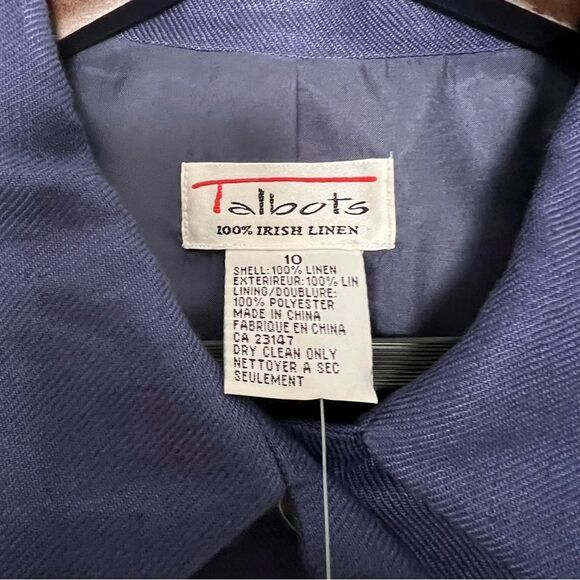 Talbots
100% IRISH LINEN
10
SHELL:100% LINEN
EXTERIREUR:100% LIN
LINING/DOUBLURE:
100% POLYESTER
MADE IN CHINA
FABRIQUE EN CHINA
CA 23147
DRY CLEAN ONLY
NETTOYER A SEC
SEULEMENT